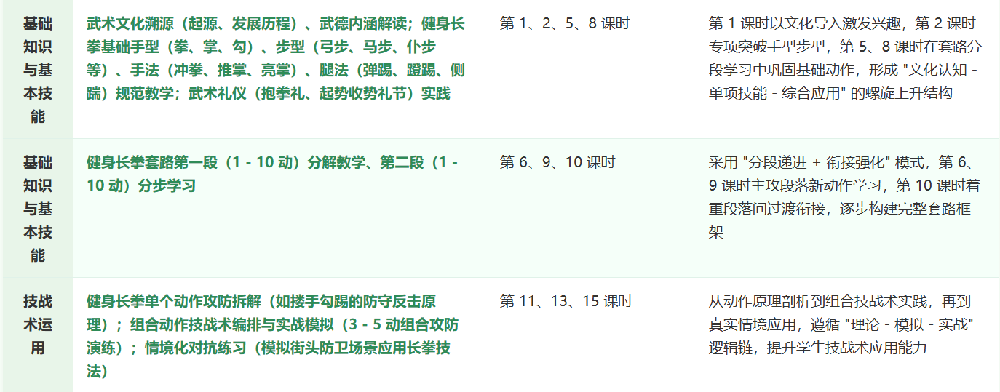 基础
知识
与基
本技
能
武术文化溯源（起源、发展历程）、武德内涵解读；健身长
拳基础手型（拳、掌、勾）、步型（弓步、马步、仆步
等）、手法（冲拳、推掌、亮掌）、腿法（弹踢、蹬踢、侧
踹）规范教学；武术礼仪（抱拳礼、起势收势礼节）实践
第 1、2、5、8 课时
第 1 课时以文化导入激发兴趣，第 2 课时
专项突破手型步型，第 5、8 课时在套路分
段学习中巩固基础动作，形成 "文化认知 -
单项技能 - 综合应用" 的螺旋上升结构
基础
知识
与基
本技
能
健身长拳套路第一段（1 - 10 动）分解教学、第二段（1 -
10 动）分步学习
第 6、9、10 课时
采用 "分段递进 + 衔接强化" 模式，第 6、
9 课时主攻段落新动作学习，第 10 课时着
重段落间过渡衔接，逐步构建完整套路框
架
技战
术运
用
健身长拳单个动作攻防拆解（如搂手勾踢的防守反击原
理）；组合动作技战术编排与实战模拟（3 - 5 动组合攻防
演练）；情境化对抗练习（模拟街头防卫场景应用长拳技
法）
第 11、13、15 课时
从动作原理剖析到组合技战术实践，再到
真实情境应用，遵循 "理论 - 模拟 - 实战"
逻辑链，提升学生技战术应用能力